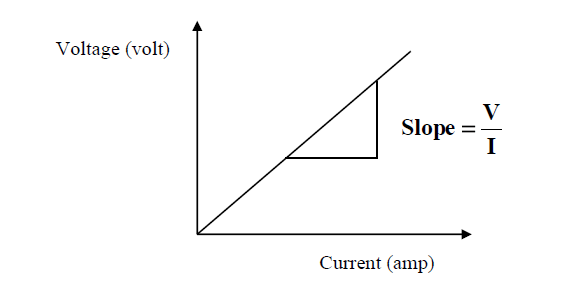 Voltage (volt)
Slope = V/I
Current (amp)